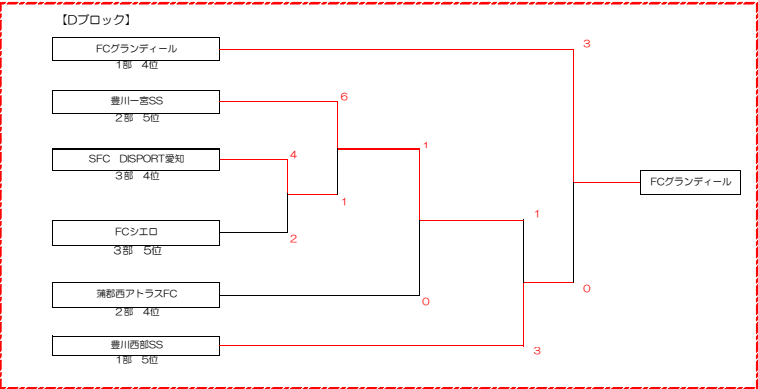 【Dブロック】
FCグランディール
1部　4位
3
豊川一宮SS
2部　5位
6
SFC　DISPORT愛知
3部　4位
4
1
FCグランディール
FCシエロ
3部　5位
2
1
1
蒲郡西アトラスFC
2部　4位
0
0
豊川西部SS
1部　5位
3